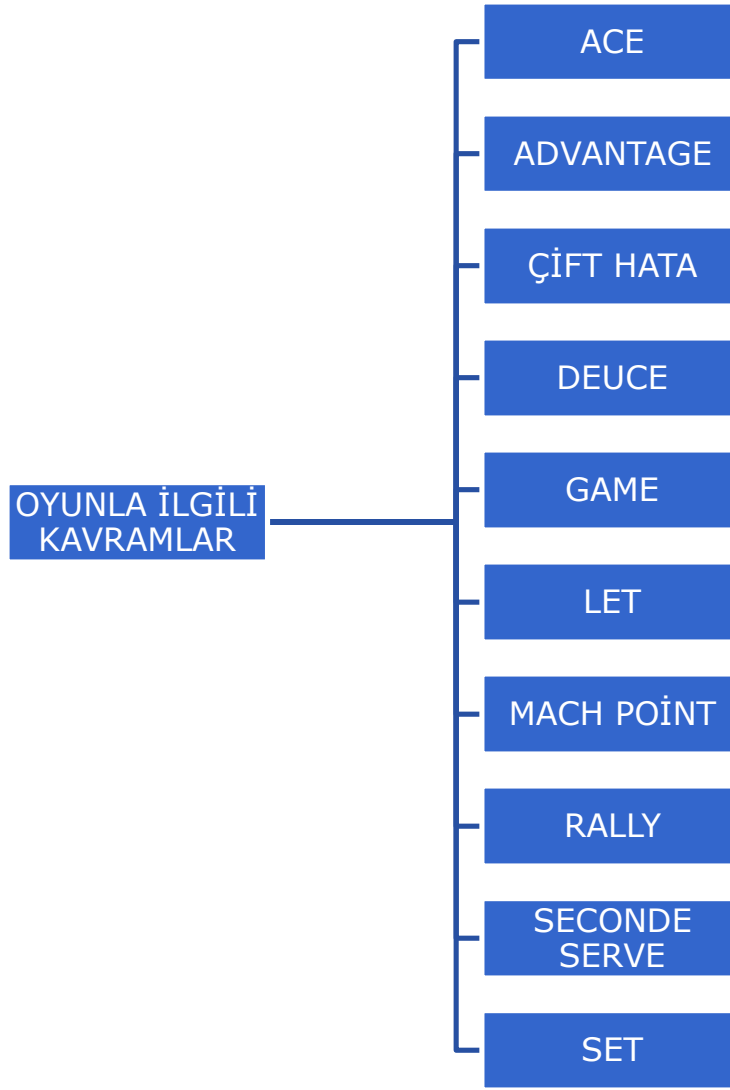 OYUNLA İLGİLİ
KAVRAMLAR
ACE
ADVANTAGE
ÇİFT HATA
DEUCE
GAME
LET
MACH POİNT
RALLY
SECONDE
SERVE
SET